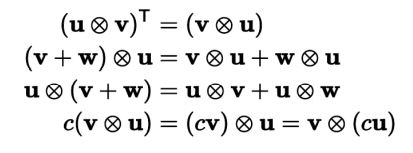 (𝐮 ⊗ 𝐯)ᵀ = (𝐯 ⊗ 𝐮)
(𝐯 + 𝐰) ⊗ 𝐮 = 𝐯 ⊗ 𝐮 + 𝐰 ⊗ 𝐮
𝐮 ⊗ (𝐯 + 𝐰) = 𝐮 ⊗ 𝐯 + 𝐮 ⊗ 𝐰
c(𝐯 ⊗ 𝐮) = (c𝐯) ⊗ 𝐮 = 𝐯 ⊗ (c𝐮)